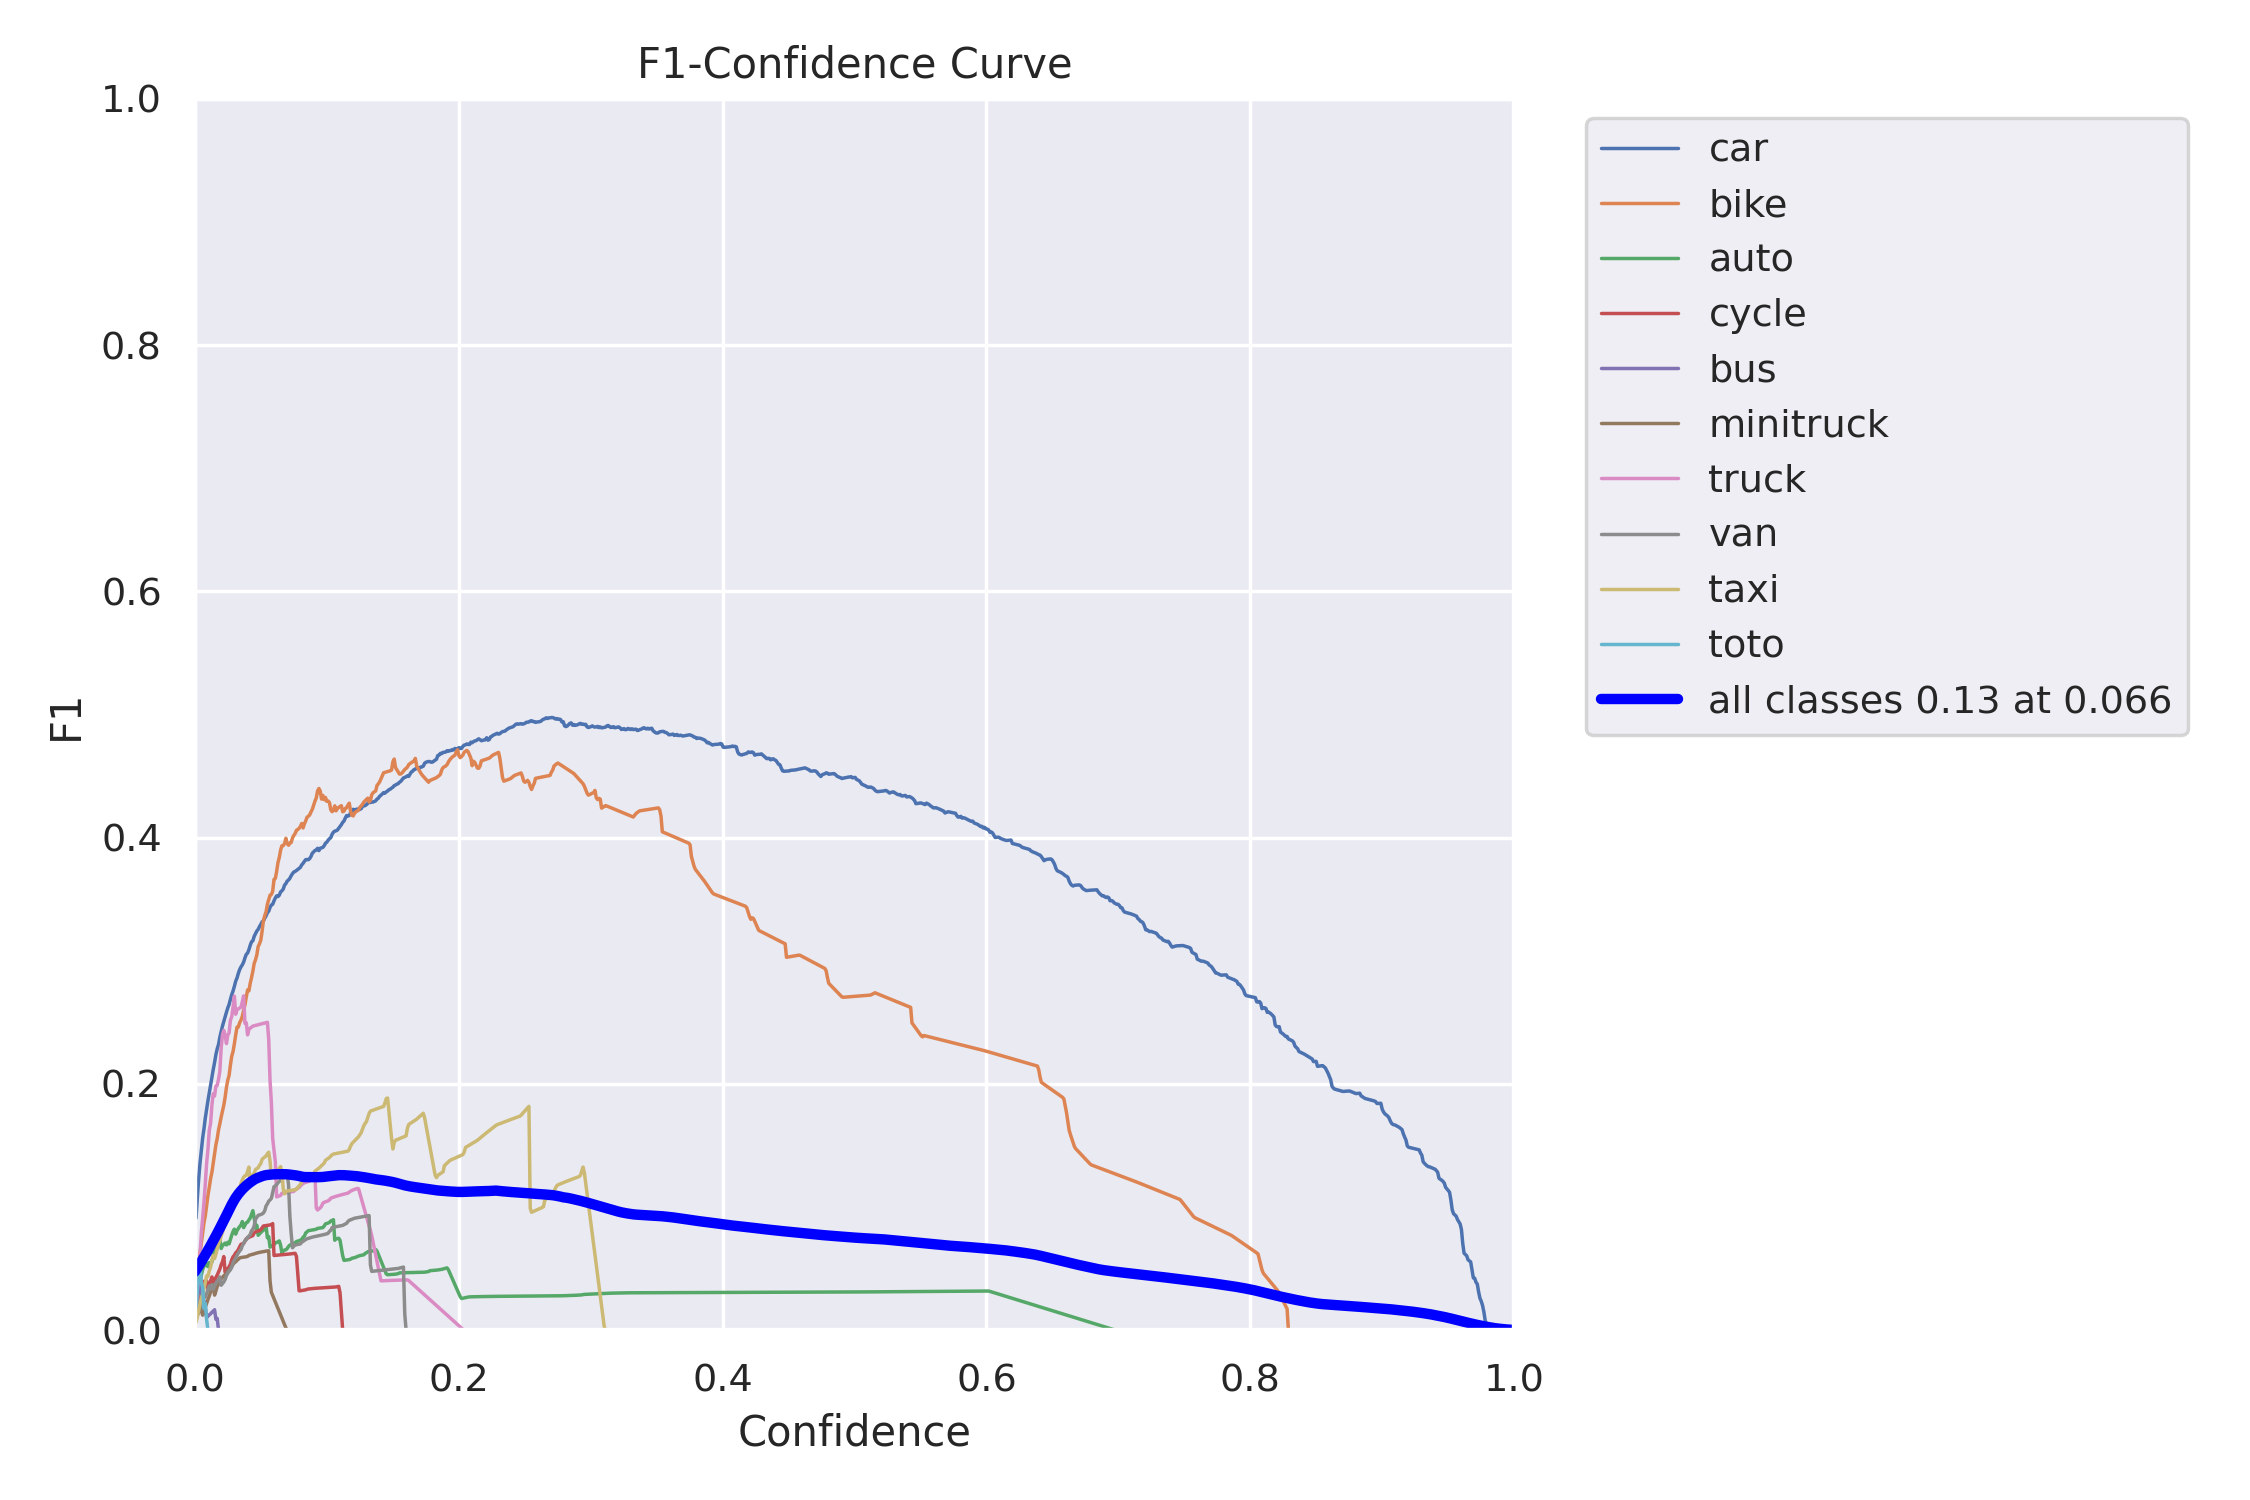 F1-Confidence Curve
1.0
0.8
0.6
0.4
0.2
0.0
F1
0.0 0.2 0.4 0.6 0.8 1.0
Confidence
car
bike
auto
cycle
bus
minitruck
truck
van
taxi
toto
all classes 0.13 at 0.066